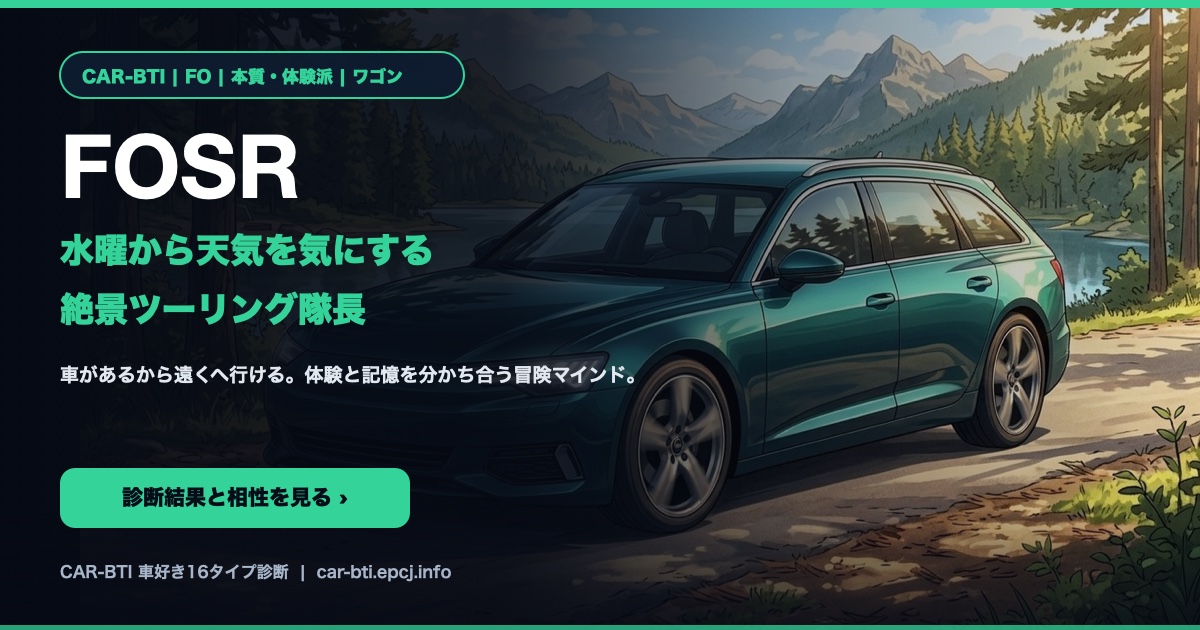 CAR-BTI | FO | 本質・体験派 | ワゴン
FOSR
水曜から天気を気にする
絶景ツーリング隊長
車があるから遠くへ行ける。体験と記憶を分かち合う冒険マインド。
診断結果と相性を見る ›
CAR-BTI 車好き16タイプ診断 | car-bti.epcj.info